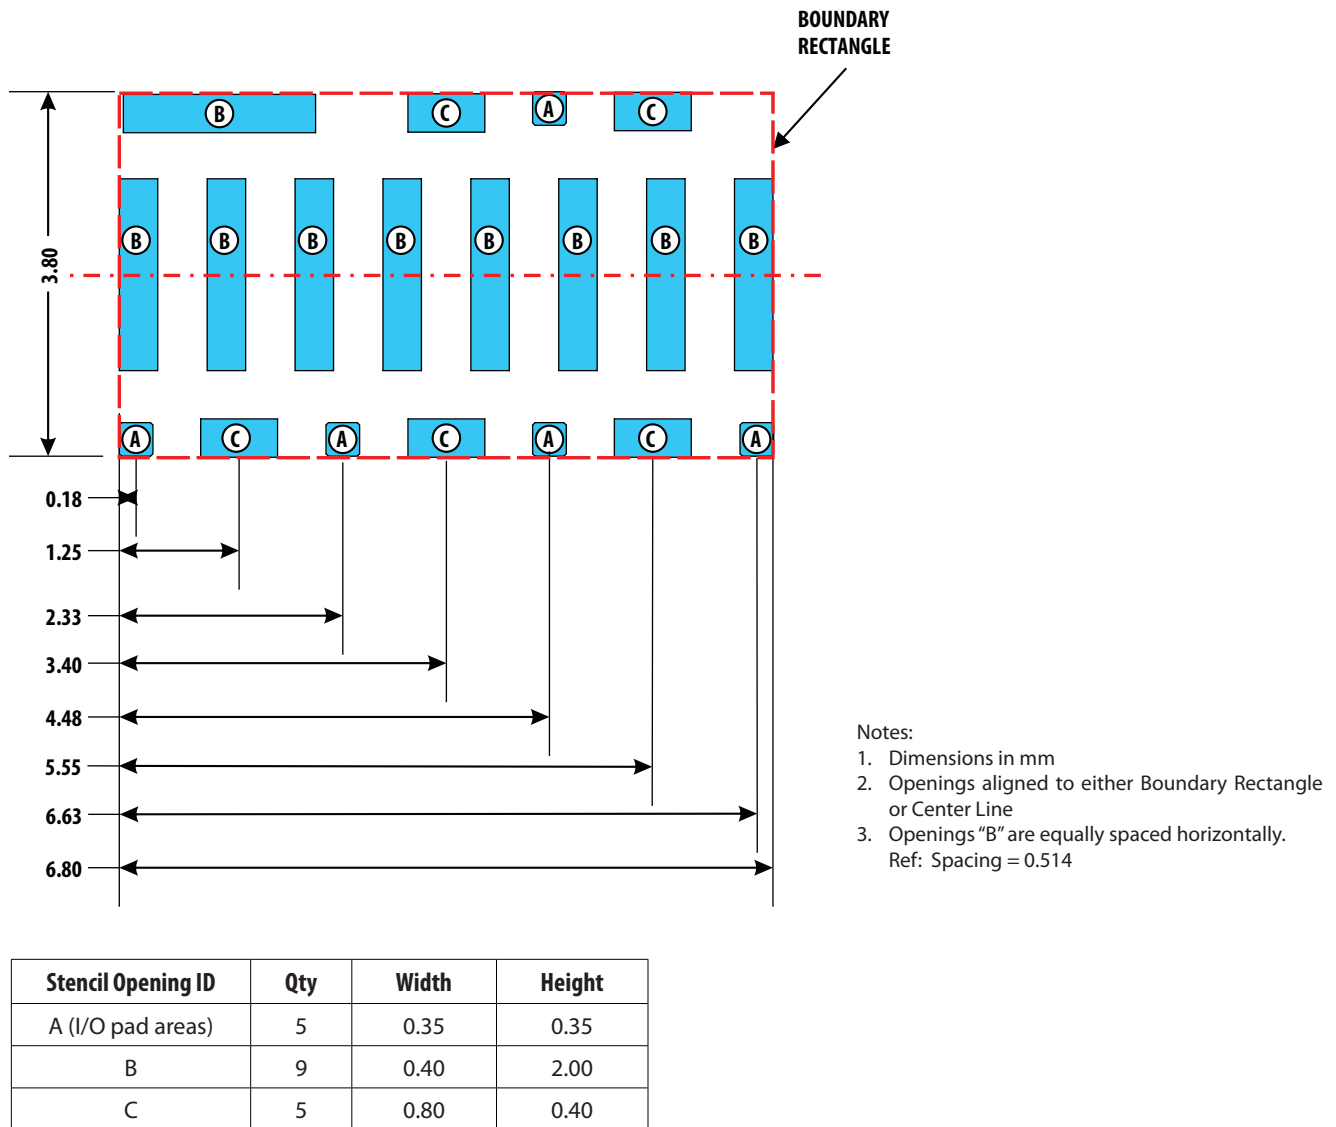 BOUNDARY
RECTANGLE
B
C
A
C
B
B
B
B
B
B
B
B
3.80
A
C
A
C
A
C
A
0.18
1.25
2.33
3.40
4.48
5.55
6.63
6.80
Notes:
1. Dimensions in mm
2. Openings aligned to either Boundary Rectangle
or Center Line
3. Openings “B” are equally spaced horizontally.
Ref: Spacing = 0.514
Stencil Opening ID Qty Width Height
A (I/O pad areas) 5 0.35 0.35
B 9 0.40 2.00
C 5 0.80 0.40